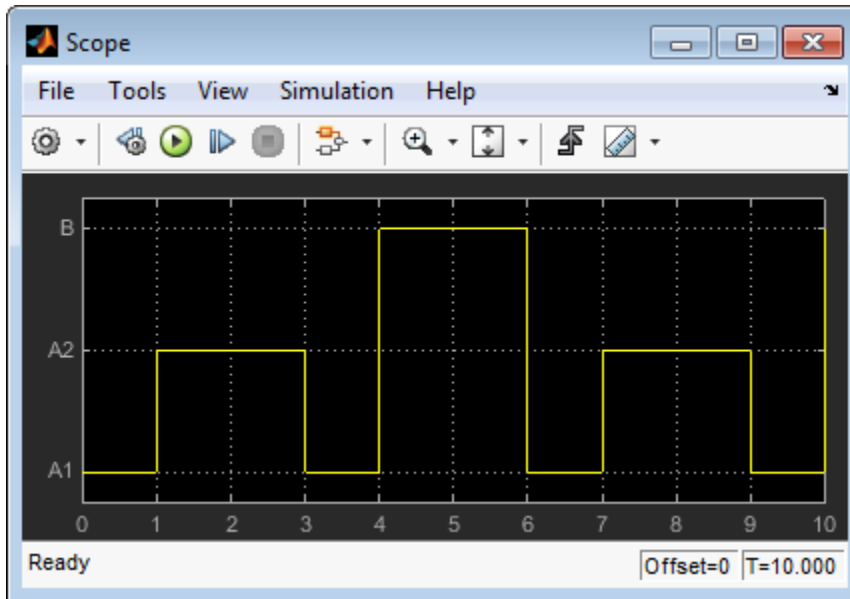 Scope
File Tools View Simulation Help
B
A2
A1
0 1 2 3 4 5 6 7 8 9 10
Ready Offset=0 T=10.000